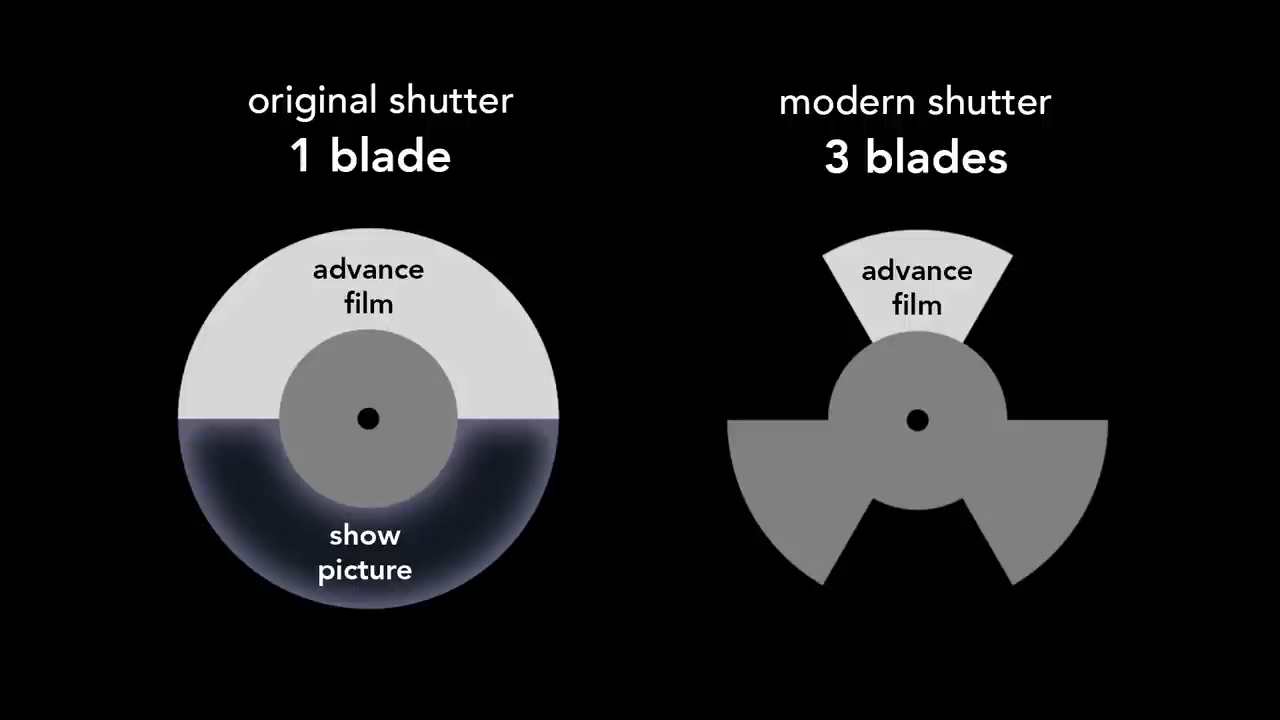 original shutter
1 blade
advance
film
show
picture
modern shutter
3 blades
advance
film